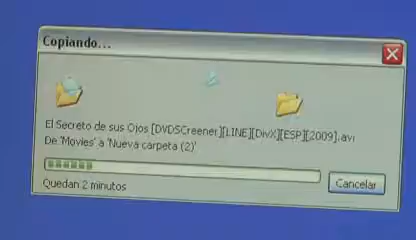 Copiando...
El Secreto de sus Ojos [DVDSCreener][LINE][DivX][ESP][2009].avi
De 'Movies' a 'Nueva carpeta (2)'
Quedan 2 minutos
Cancelar